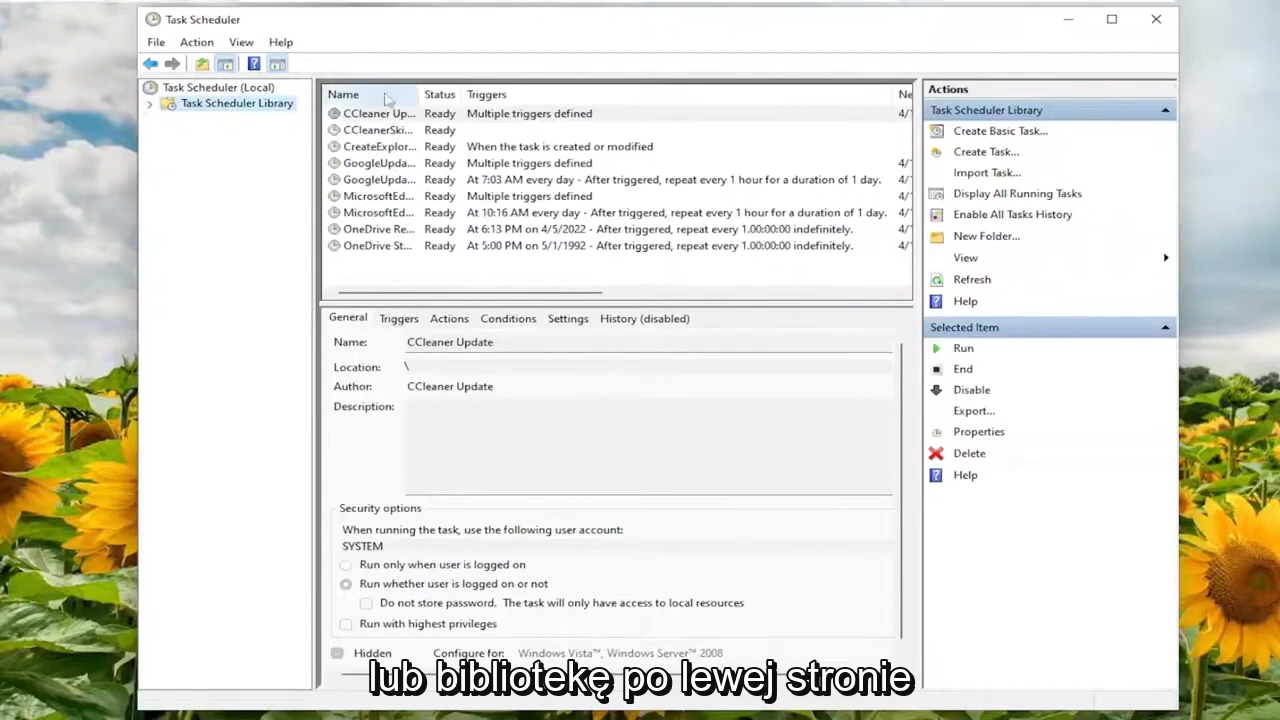 Task Scheduler
File Action View Help
Task Scheduler (Local)
Task Scheduler Library
Name Status Triggers Ne
CCleaner Up... Ready Multiple triggers defined 4/
CCleanerSki... Ready
CreateExplor... Ready When the task is created or modified
GoogleUpda... Ready Multiple triggers defined 4/
GoogleUpda... Ready At 7:03 AM every day - After triggered, repeat every 1 hour for a duration of 1 day. 4/
MicrosoftEd... Ready Multiple triggers defined 4/
MicrosoftEd... Ready At 10:16 AM every day - After triggered, repeat every 1 hour for a duration of 1 day. 4/
OneDrive Re... Ready At 6:13 PM on 4/5/2022 - After triggered, repeat every 1.00:00:00 indefinitely. 4/
OneDrive St... Ready At 5:00 PM on 5/1/1992 - After triggered, repeat every 1.00:00:00 indefinitely. 4/
General Triggers Actions Conditions Settings History (disabled)
Name: CCleaner Update
Location: \
Author: CCleaner Update
Description:
Security options
When running the task, use the following user account:
SYSTEM
Run only when user is logged on
Run whether user is logged on or not
Do not store password. The task will only have access to local resources
Run with highest privileges
Hidden Configure for: Windows Vista™, Windows Server™ 2008
Actions
Task Scheduler Library
Create Basic Task...
Create Task...
Import Task...
Display All Running Tasks
Enable All Tasks History
New Folder...
View
Refresh
Help
Selected Item
Run
End
Disable
Export...
Properties
Delete
Help
lub bibliotekę po lewej stronie